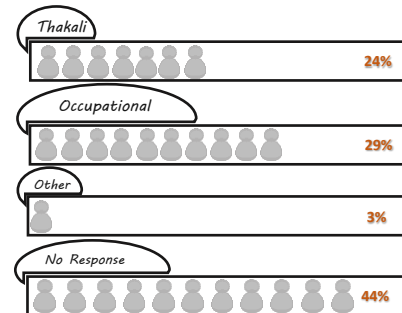 Thakali
24%
Occupational
29%
Other
3%
No Response
44%